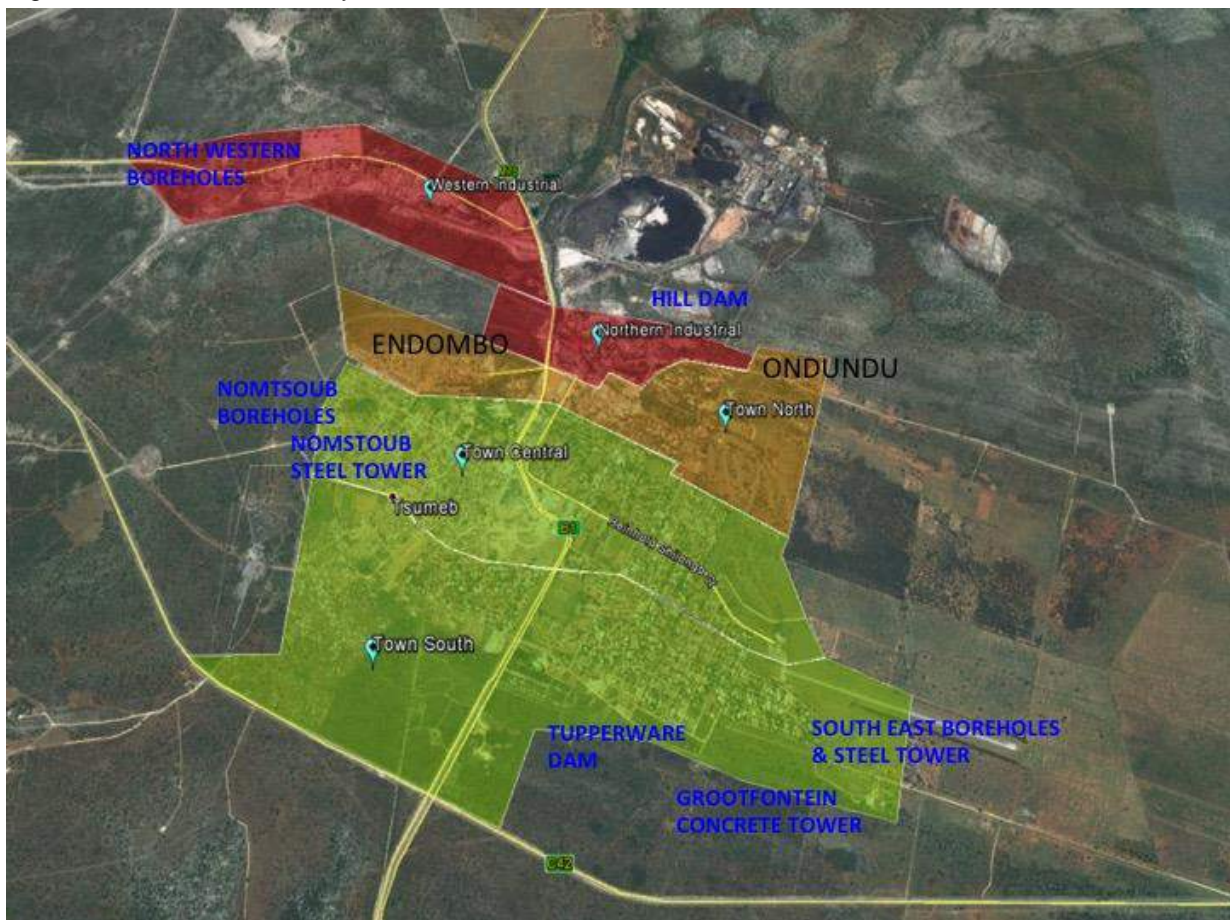 NORTH WESTERN
BOREHOLES
Western Industrial
HILL DAM
Northern Industrial
ENDOMBO
ONDUNDU
NOMTSOUB
BOREHOLES
Town North
NOMSTOUB
STEEL TOWER
Town Central
Tsumeb
B1
Town South
TUPPERWARE
DAM
SOUTH EAST BOREHOLES
& STEEL TOWER
GROOTFONTEIN
CONCRETE TOWER
C42